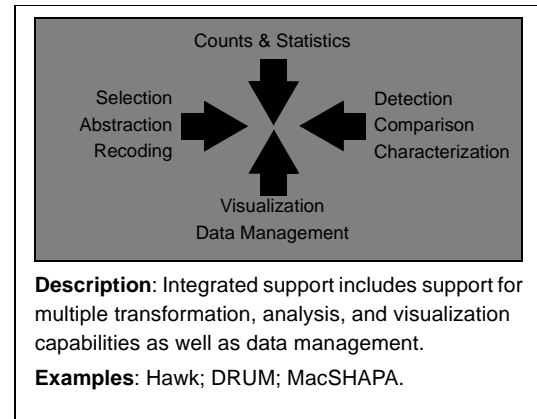 Counts & Statistics
Selection
Abstraction
Recoding
Detection
Comparison
Characterization
Visualization
Data Management
Description: Integrated support includes support for
multiple transformation, analysis, and visualization
capabilities as well as data management.
Examples: Hawk; DRUM; MacSHAPA.